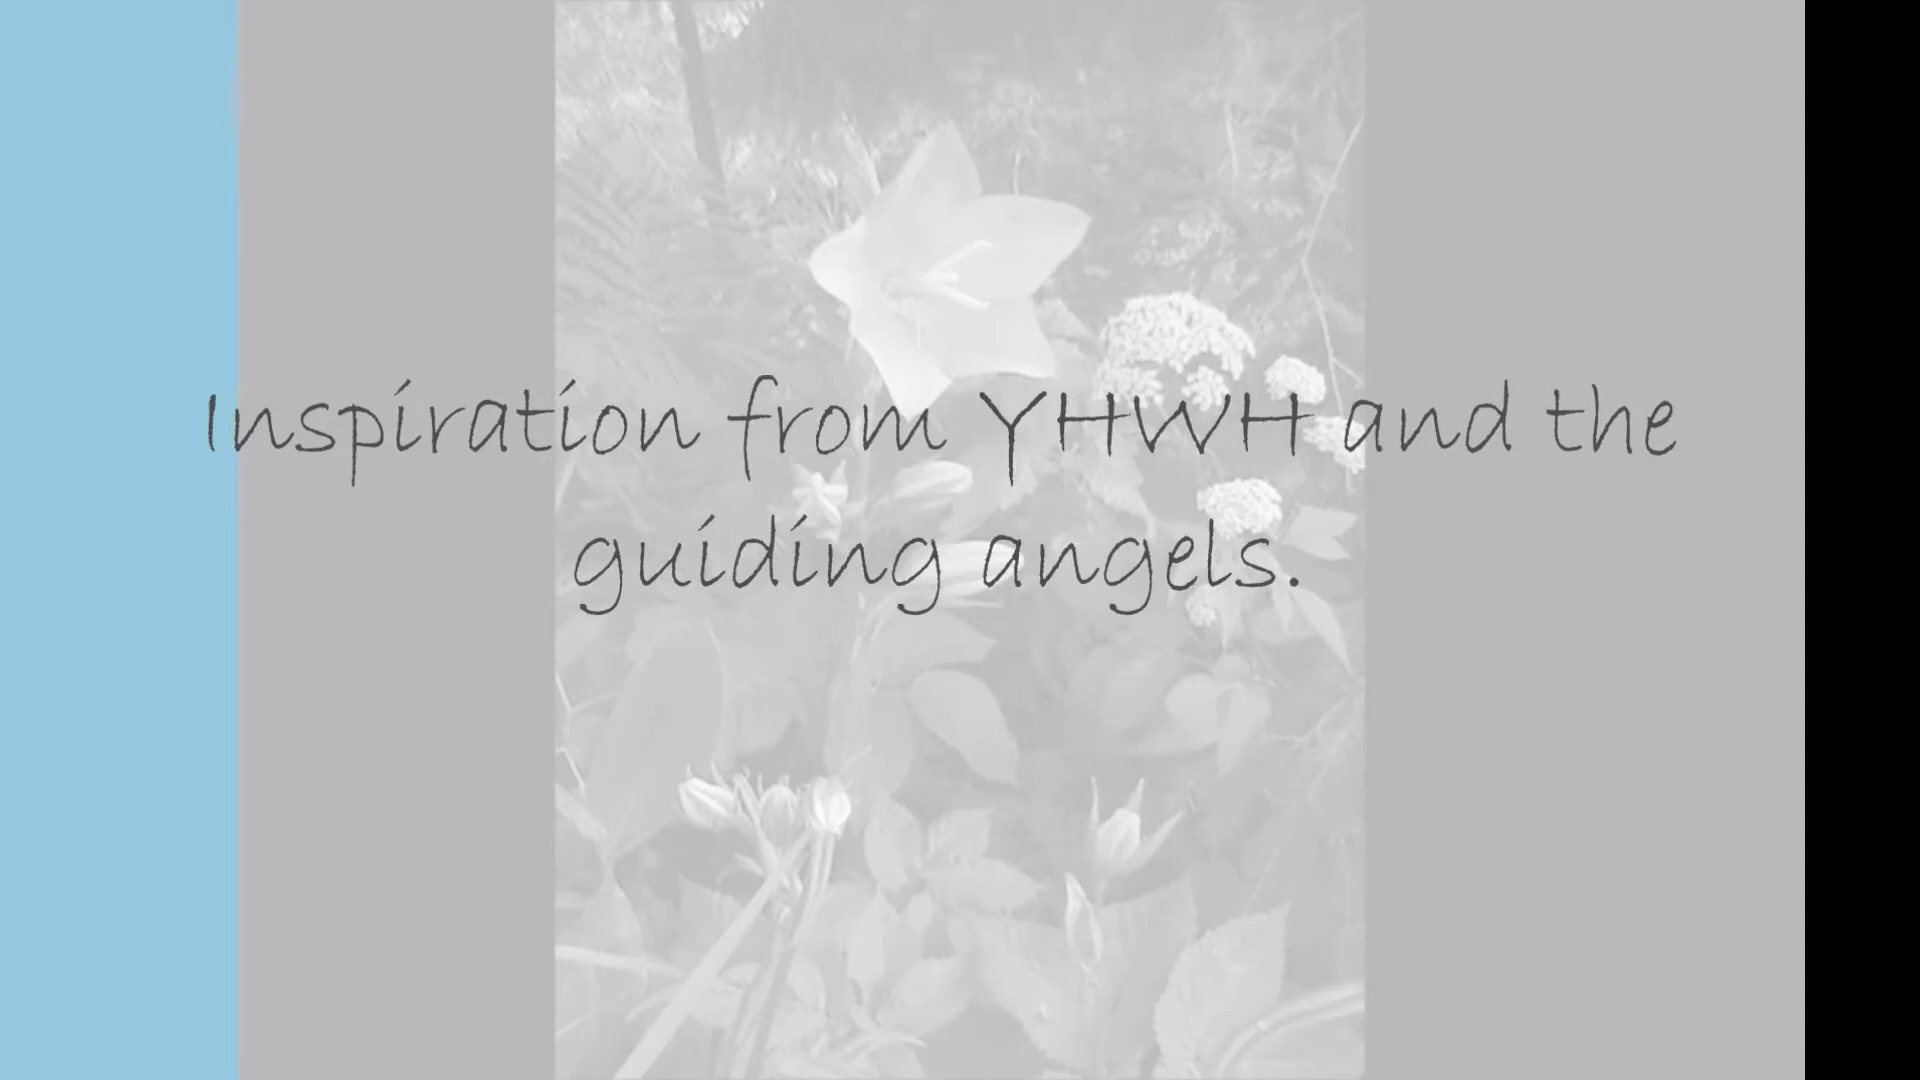 Inspiration from YHWH and the
guiding angels.